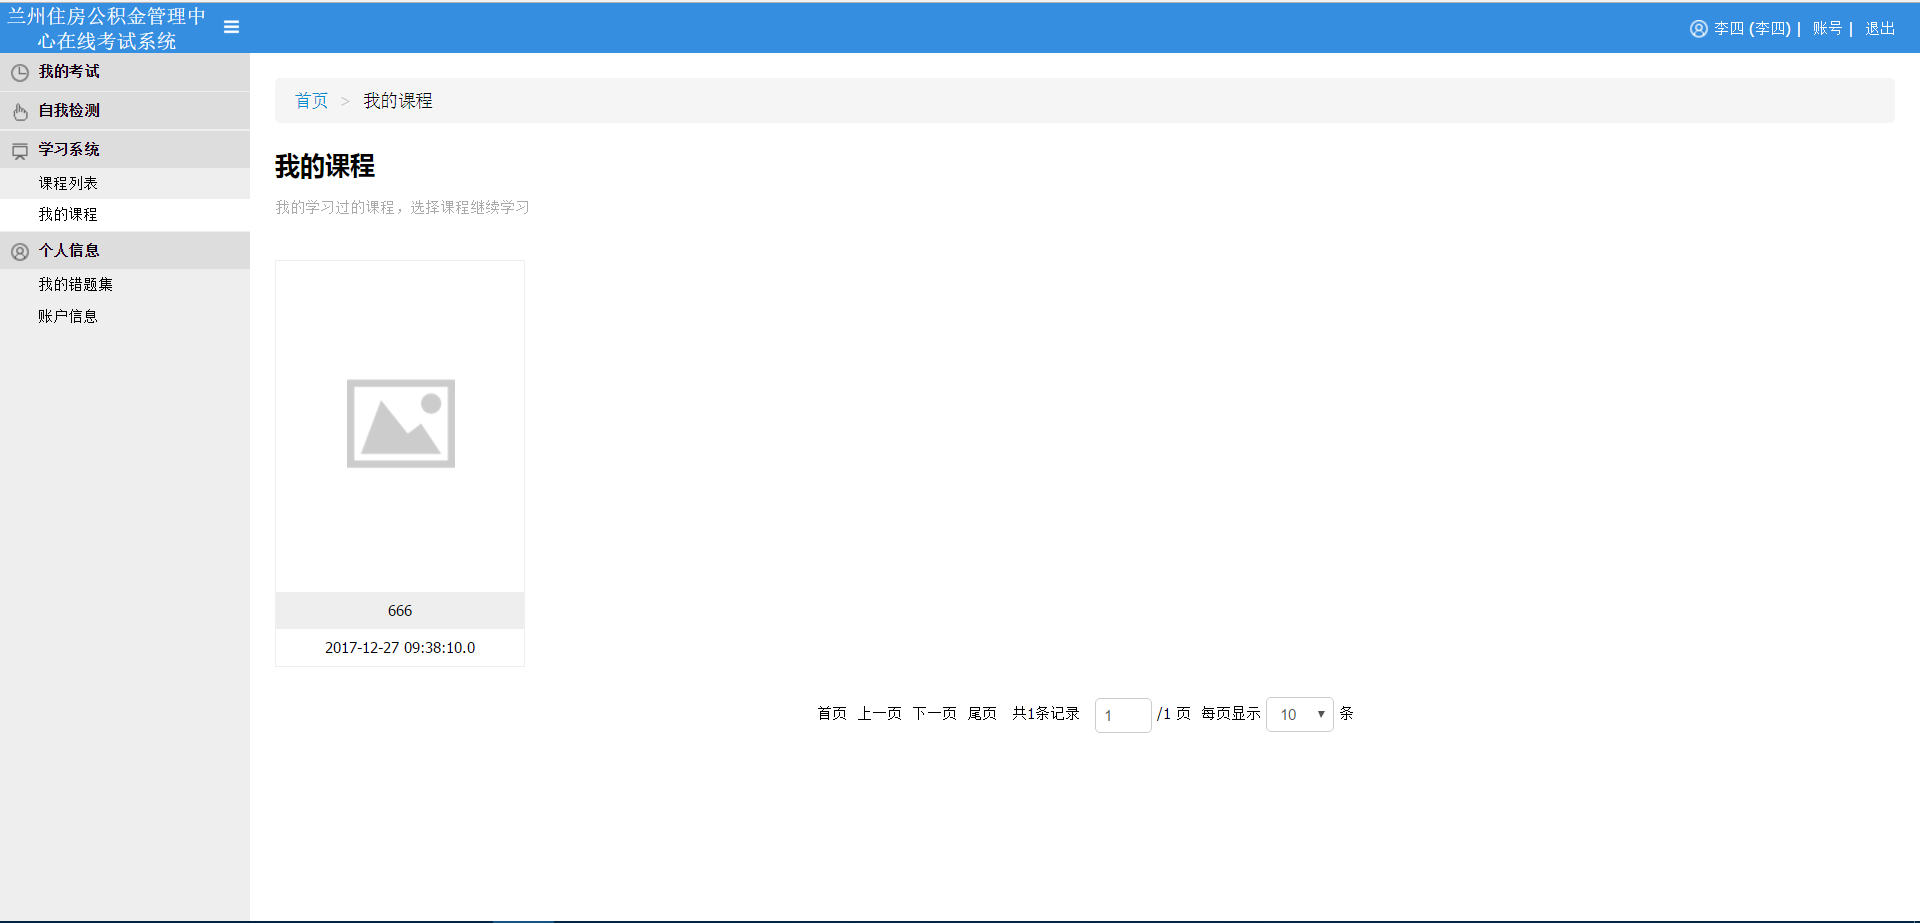 兰州住房公积金管理中
心在线考试系统
李四 (李四) | 账号 | 退出
我的考试
自我检测
学习系统
课程列表
我的课程
个人信息
我的错题集
账户信息
首页 > 我的课程
我的课程
我的学习过的课程，选择课程继续学习
666
2017-12-27 09:38:10.0
首页 上一页 下一页 尾页 共1条记录 1 /1 页 每页显示 10 条